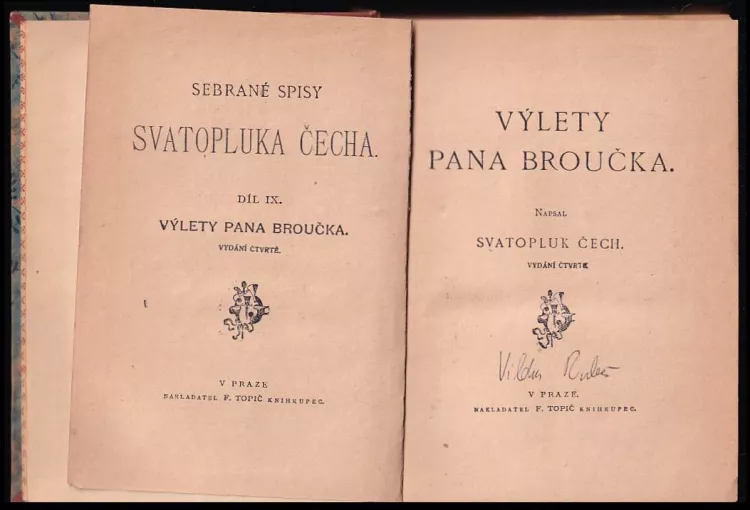 SEBRANÉ SPISY
SVATOPLUKA ČECHA.
DÍL IX.
VÝLETY PANA BROUČKA.
VYDÁNÍ ČTVRTÉ.
V PRAZE
NAKLADATEL F. TOPIČ KNIHKUPEC.
VÝLETY
PANA BROUČKA.
NAPSAL
SVATOPLUK ČECH.
VYDÁNÍ ČTVRTÉ
V PRAZE.
NAKLADATEL F. TOPIČ KNIHKUPEC.